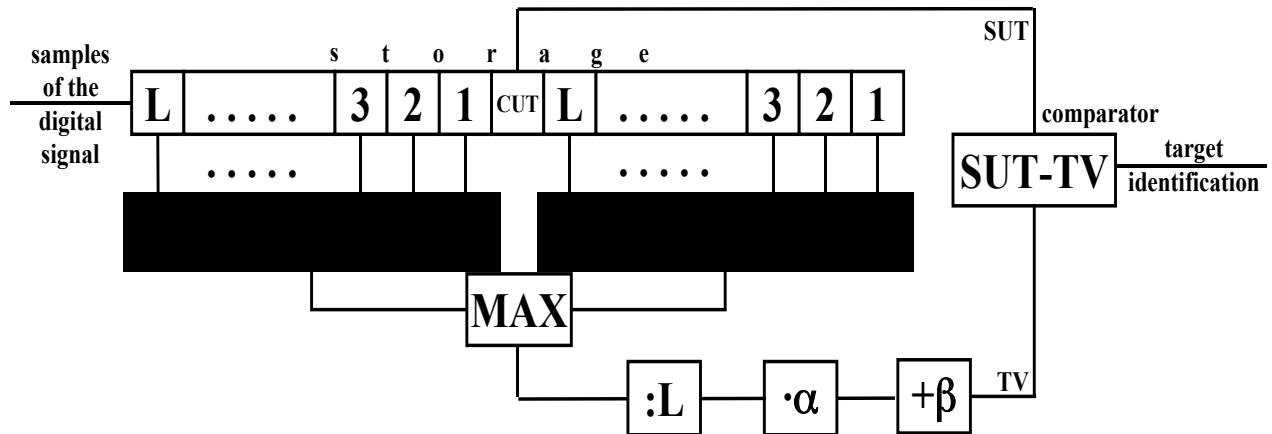 samples
of the
digital
signal
s t o r a g e
L ..... 3 2 1 CUT L ..... 3 2 1
..... .....
SUT
comparator
SUT-TV
target
identification
MAX
:L ·α +β TV